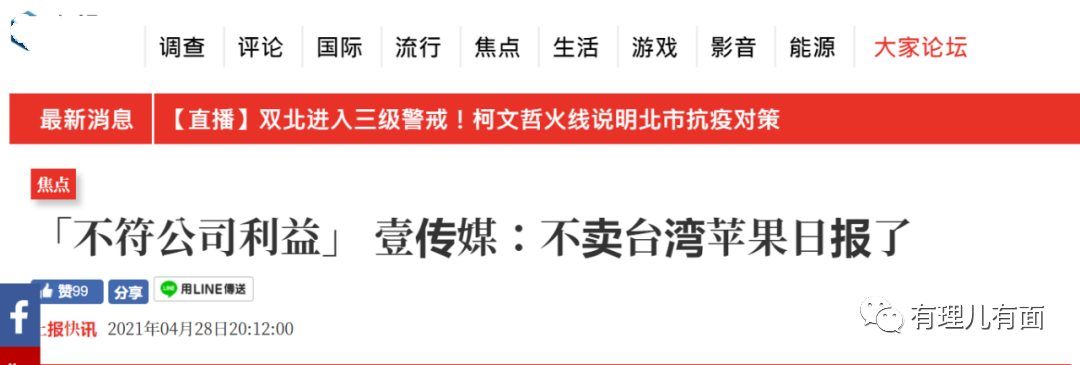 调查 评论 国际 流行 焦点 生活 游戏 影音 能源 大家论坛
最新消息 【直播】双北进入三级警戒！柯文哲火线说明北市抗疫对策
焦点
「不符公司利益」 壹传媒：不卖台湾苹果日报了
赞99 分享 LINE 用LINE傳送
上报快讯 2021年04月28日20:12:00
有理儿有面